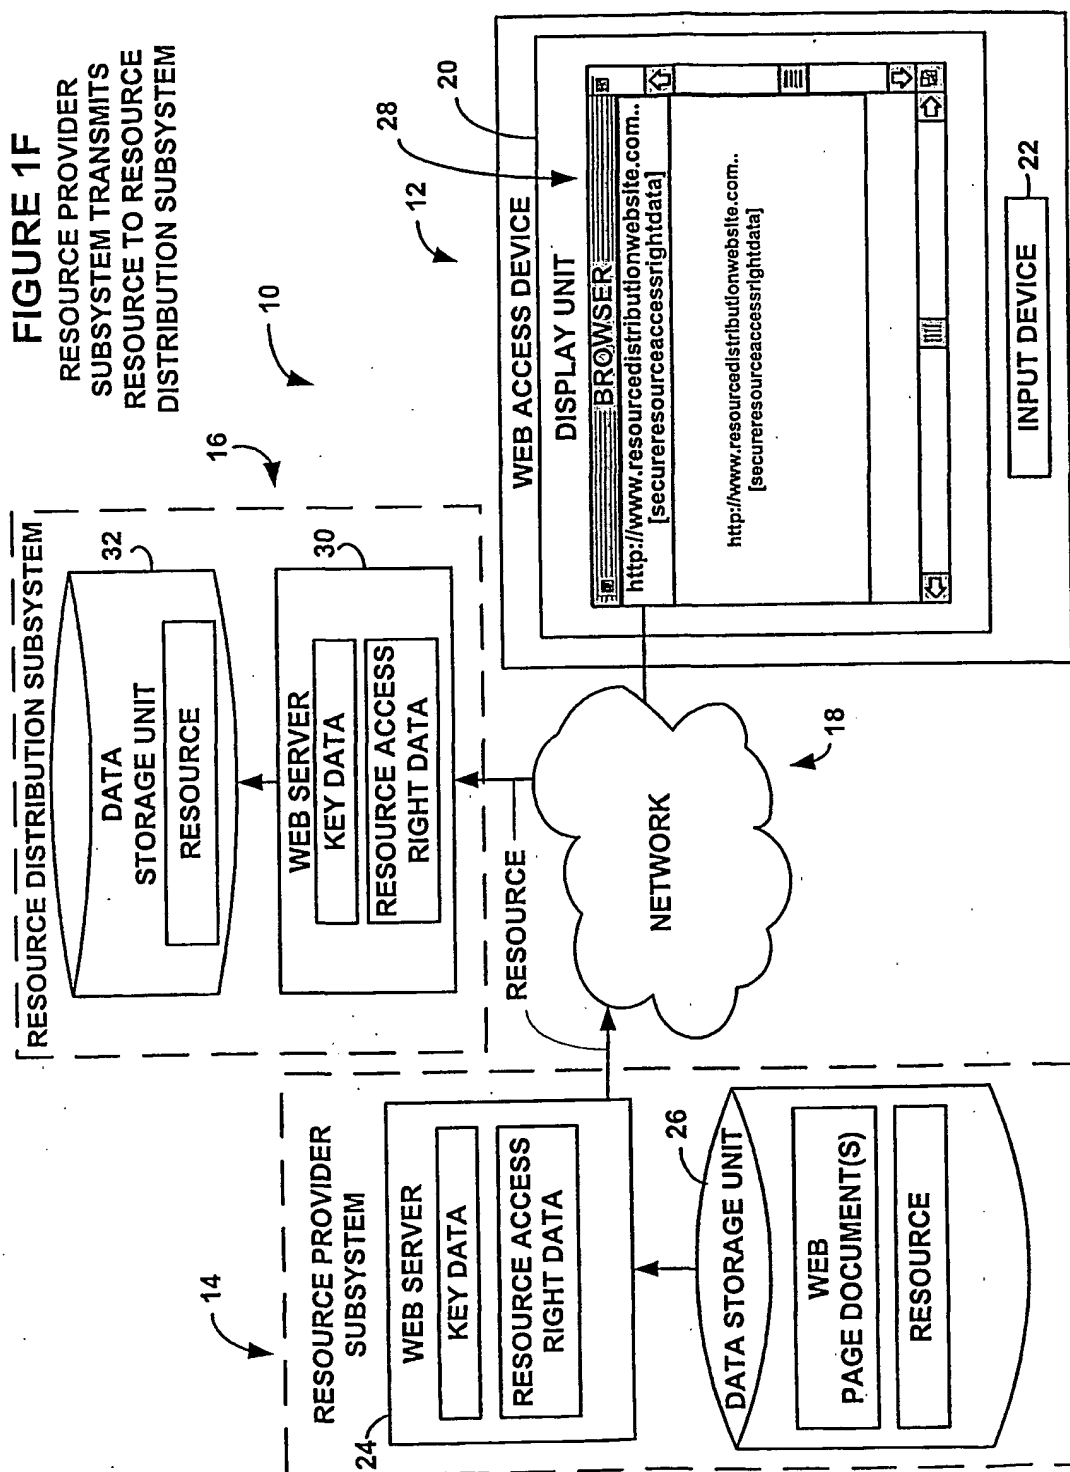 FIGURE 1F
RESOURCE PROVIDER
SUBSYSTEM TRANSMITS
RESOURCE TO RESOURCE
DISTRIBUTION SUBSYSTEM
10
RESOURCE DISTRIBUTION SUBSYSTEM
16
32
DATA
STORAGE UNIT
RESOURCE
30
WEB SERVER
KEY DATA
RESOURCE ACCESS
RIGHT DATA
RESOURCE
14
RESOURCE PROVIDER
SUBSYSTEM
24
WEB SERVER
KEY DATA
RESOURCE ACCESS
RIGHT DATA
26
DATA STORAGE UNIT
WEB
PAGE DOCUMENT(S)
RESOURCE
NETWORK
18
12
28
20
WEB ACCESS DEVICE
DISPLAY UNIT
BROWSER
http://www.resourcedistributionwebsite.com..
[secureresourceaccessrightdata]
http://www.resourcedistributionwebsite.com..
[secureresourceaccessrightdata]
INPUT DEVICE
22